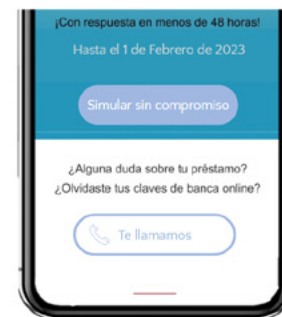 ¡Con respuesta en menos de 48 horas!
Hasta el 1 de Febrero de 2023
Simular sin compromiso
¿Alguna duda sobre tu préstamo?
¿Olvidaste tus claves de banca online?
Te llamamos